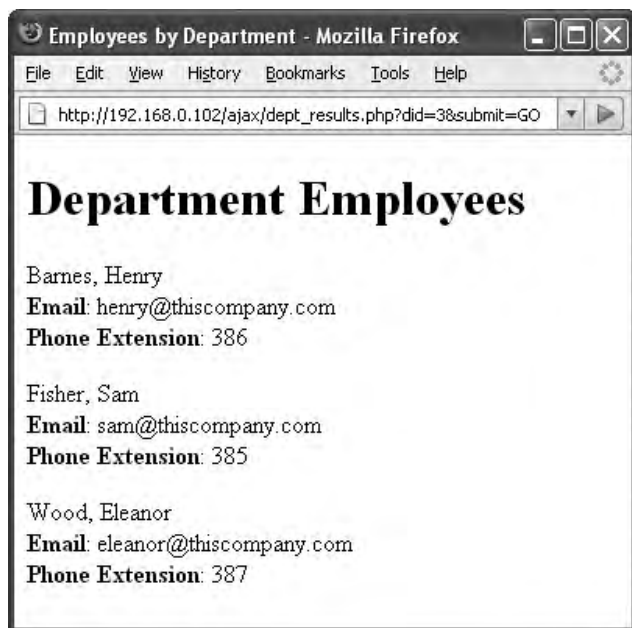 Employees by Department - Mozilla Firefox
File Edit View History Bookmarks Tools Help
http://192.168.0.102/ajax/dept_results.php?did=3&submit=GO
Department Employees
Barnes, Henry
Email: henry@thiscompany.com
Phone Extension: 386
Fisher, Sam
Email: sam@thiscompany.com
Phone Extension: 385
Wood, Eleanor
Email: eleanor@thiscompany.com
Phone Extension: 387